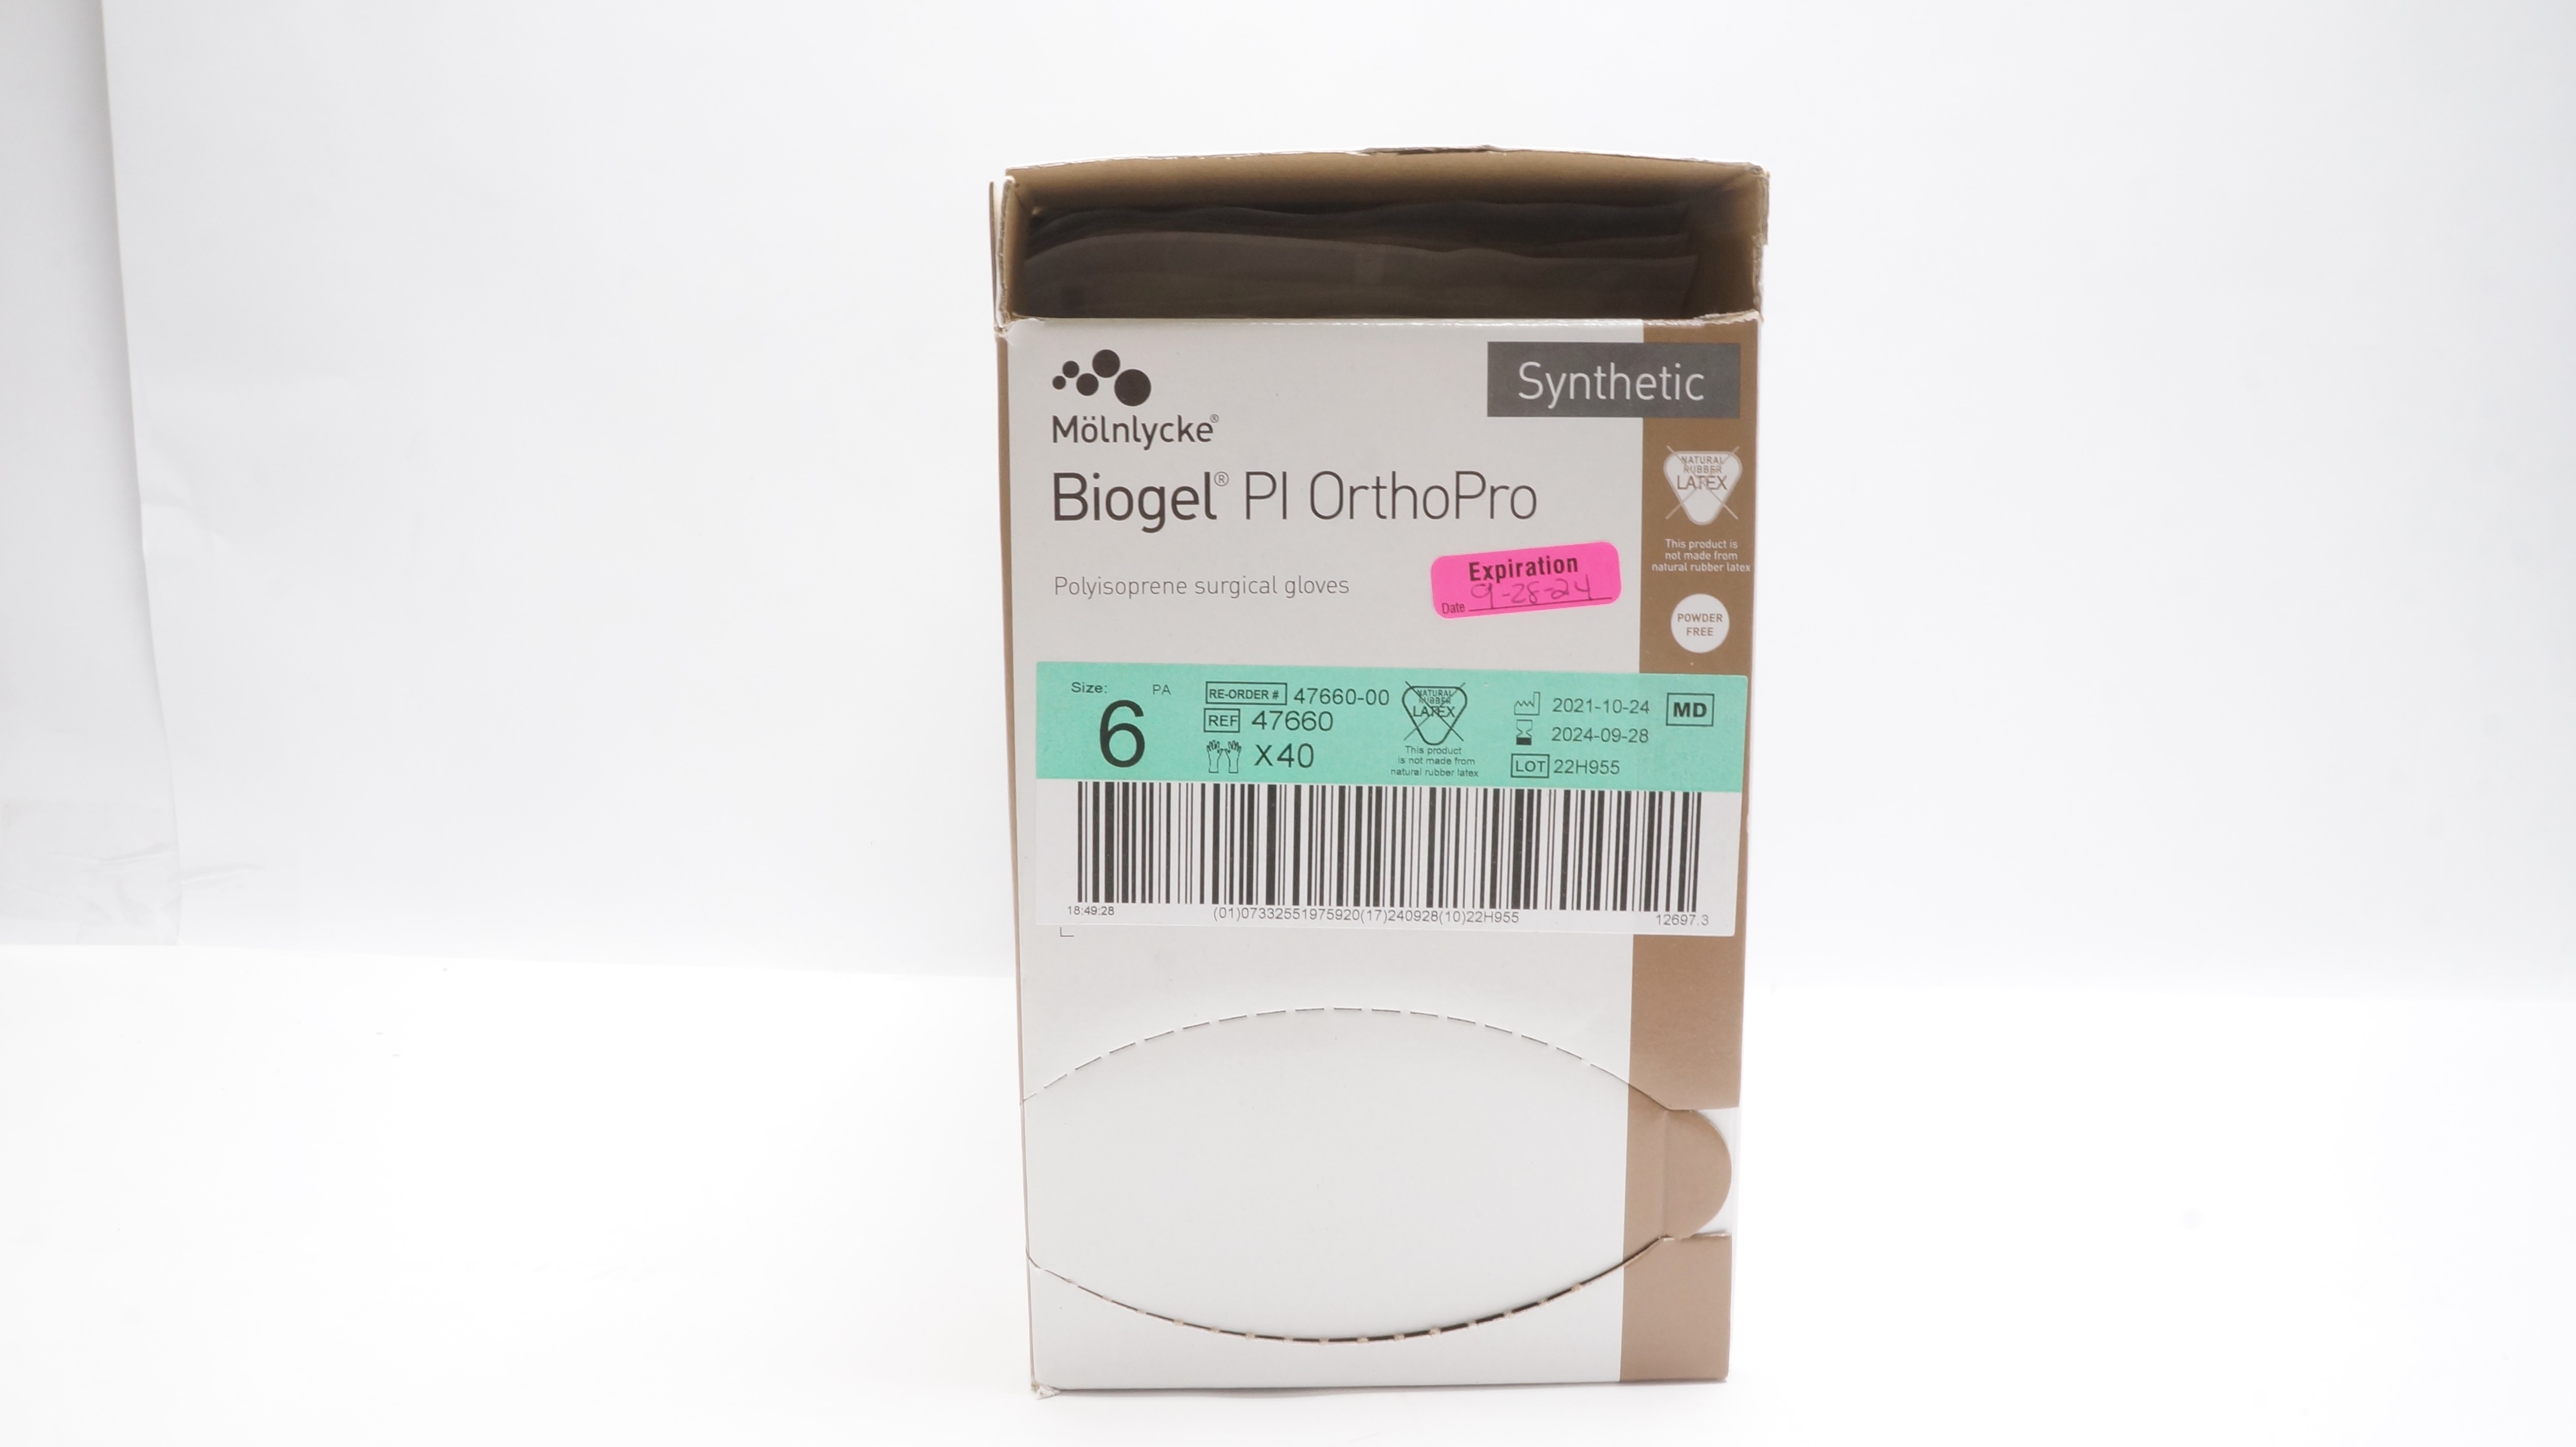 Synthetic
Mölnlycke®
Biogel® PI OrthoPro
NATURAL
RUBBER
LATEX
This product is
not made from
natural rubber latex
Polyisoprene surgical gloves
Expiration
Date 9-28-24
POWDER
FREE
Size: PA
6
RE-ORDER # 47660-00
REF 47660
X40
NATURAL
RUBBER
LATEX
This product
is not made from
natural rubber latex
2021-10-24 MD
2024-09-28
LOT 22H955
18:49:28 (01)07332551975920(17)240928(10)22H955 12697.3